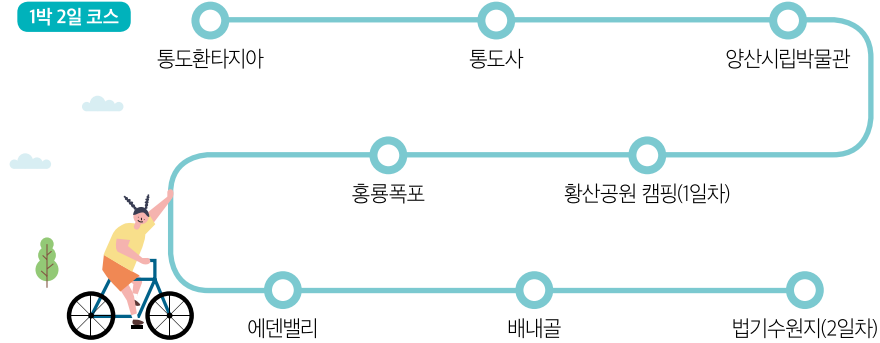 1박 2일 코스
통도환타지아
통도사
양산시립박물관
홍룡폭포
황산공원 캠핑(1일차)
에덴밸리
배내골
법기수원지(2일차)